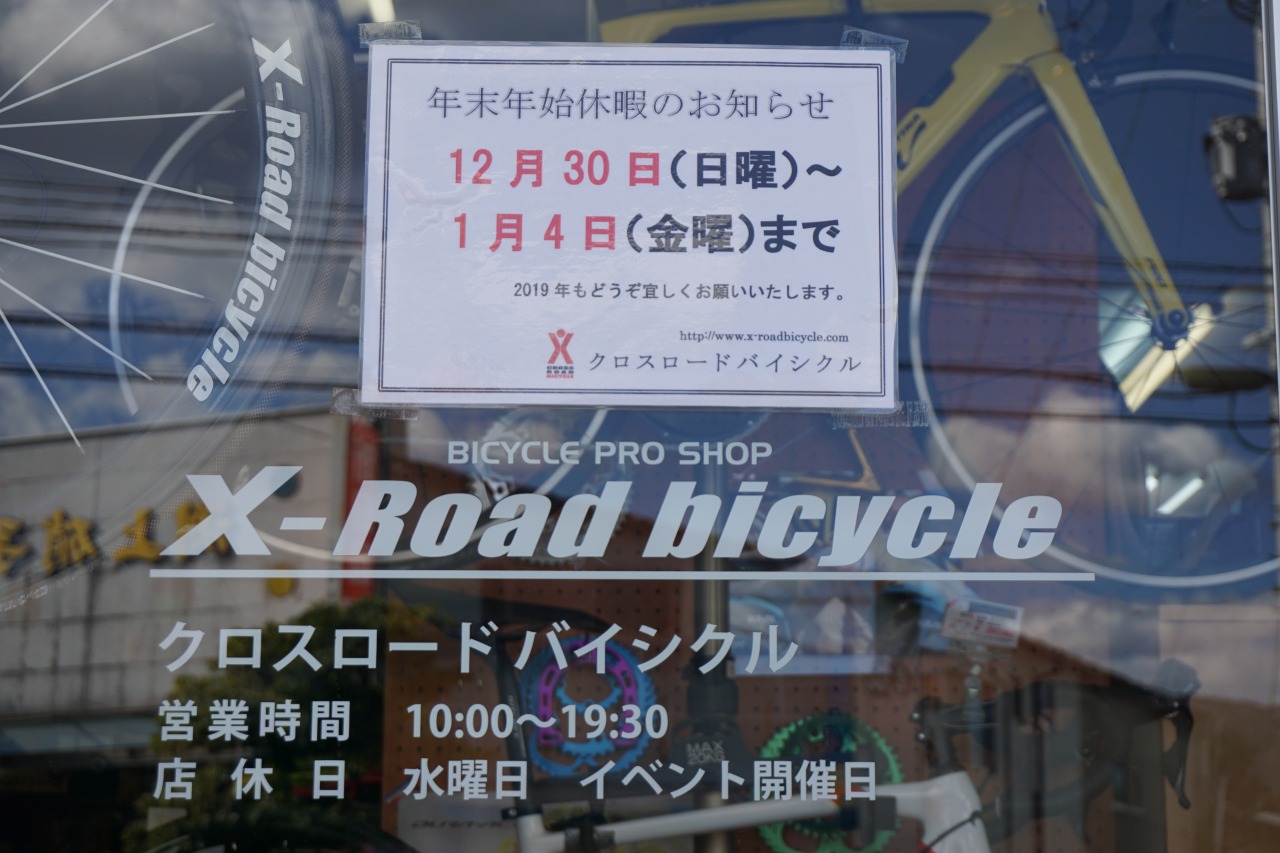 年末年始休暇のお知らせ
12月30日(日曜)～
1月4日(金曜)まで
2019年もどうぞ宜しくお願いいたします。
http://www.x-roadbicycle.com
クロスロードバイシクル
X-Road bicycle
BICYCLE PRO SHOP
X-Road bicycle
クロスロード バイシクル
営業時間 10:00～19:30
店休日 水曜日 イベント開催日